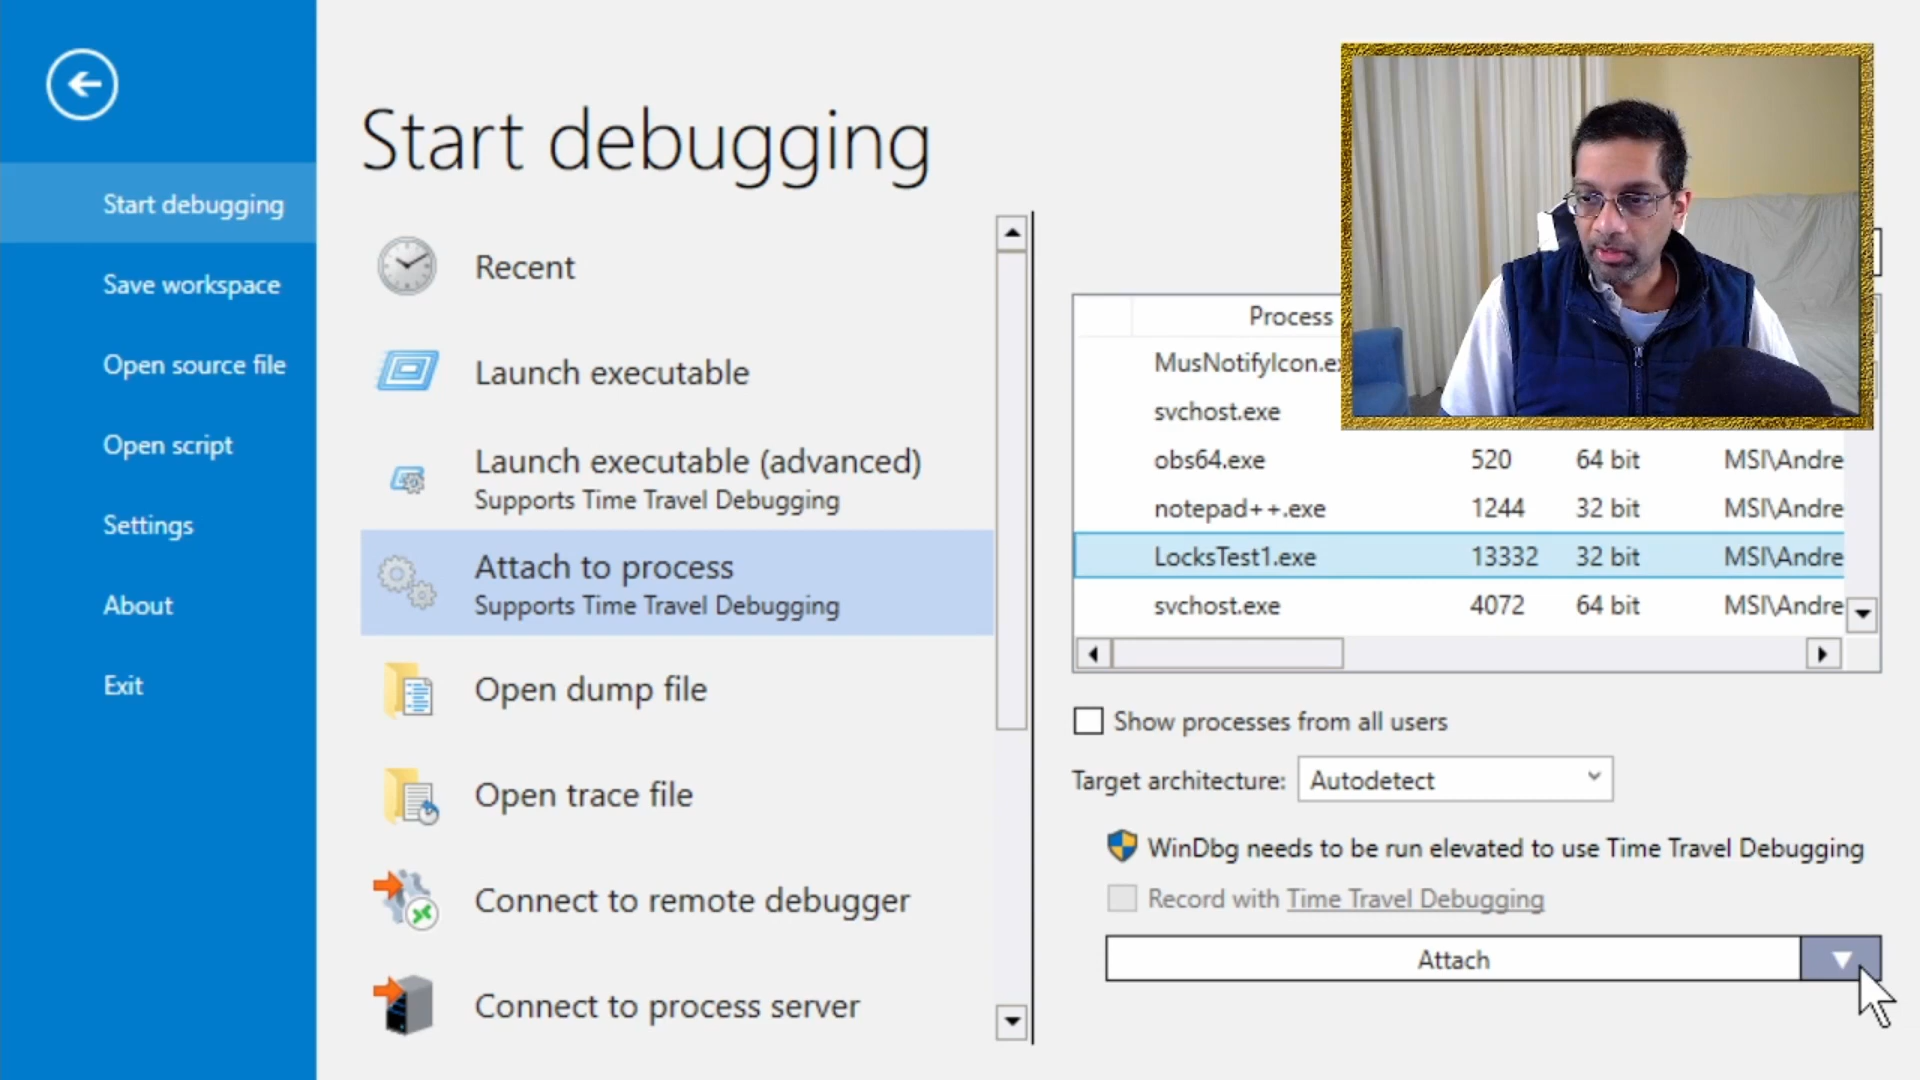 Start debugging
Save workspace
Open source file
Open script
Settings
About
Exit
Start debugging
Recent
Launch executable
Launch executable (advanced)
Supports Time Travel Debugging
Attach to process
Supports Time Travel Debugging
Open dump file
Open trace file
Connect to remote debugger
Connect to process server
Process
MusNotifyIcon.ex
svchost.exe
obs64.exe 520 64 bit MSI\Andre
notepad++.exe 1244 32 bit MSI\Andre
LocksTest1.exe 13332 32 bit MSI\Andre
svchost.exe 4072 64 bit MSI\Andre
Show processes from all users
Target architecture: Autodetect
WinDbg needs to be run elevated to use Time Travel Debugging
Record with Time Travel Debugging
Attach